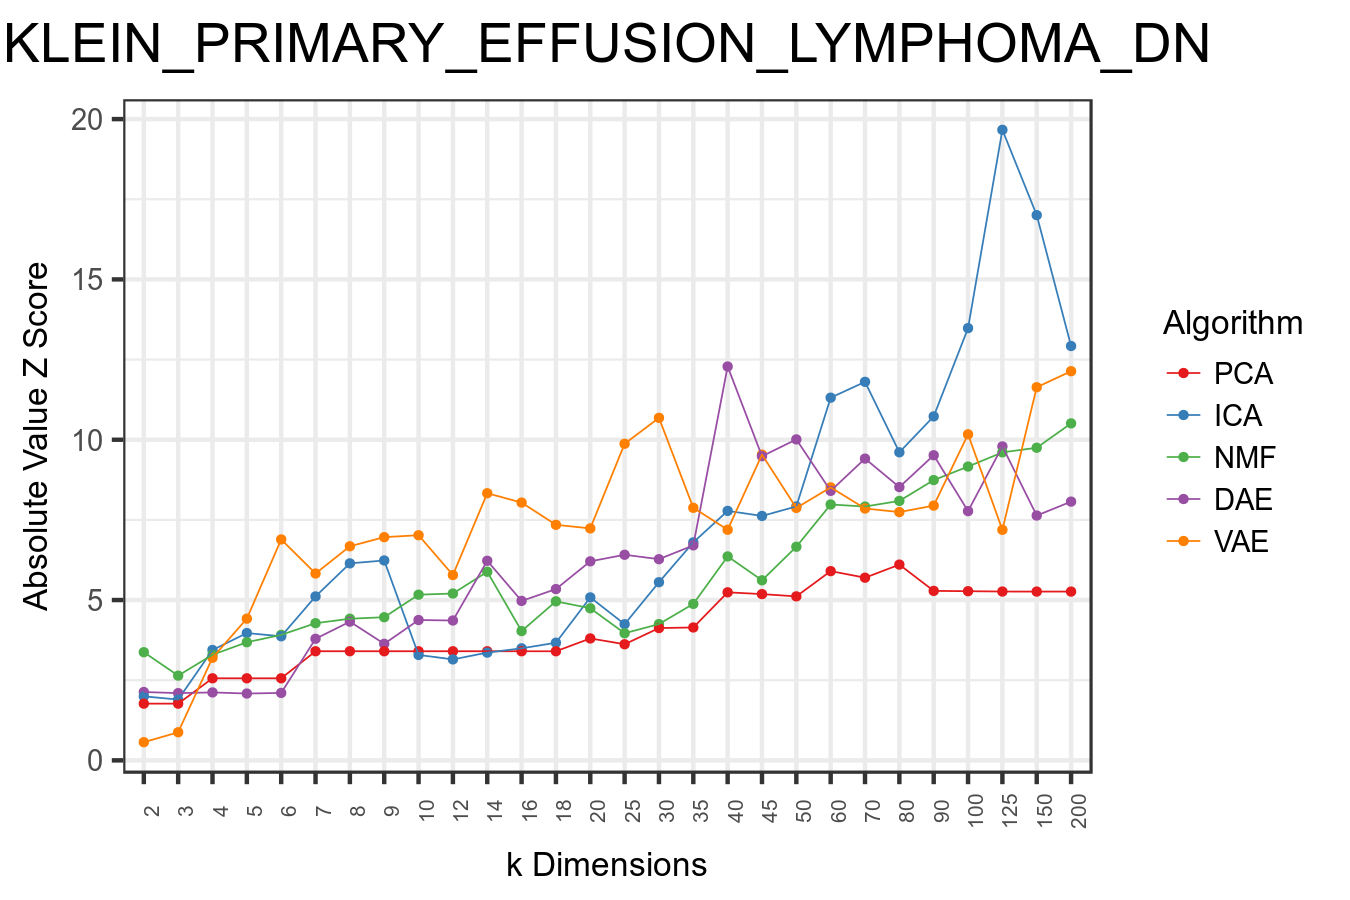 KLEIN_PRIMARY_EFFUSION_LYMPHOMA_DN
Absolute Value Z Score
20
15
10
5
0
2 3 4 5 6 7 8 9 10 12 14 16 18 20 25 30 35 40 45 50 60 70 80 90 100 125 150 200
k Dimensions
Algorithm
PCA
ICA
NMF
DAE
VAE